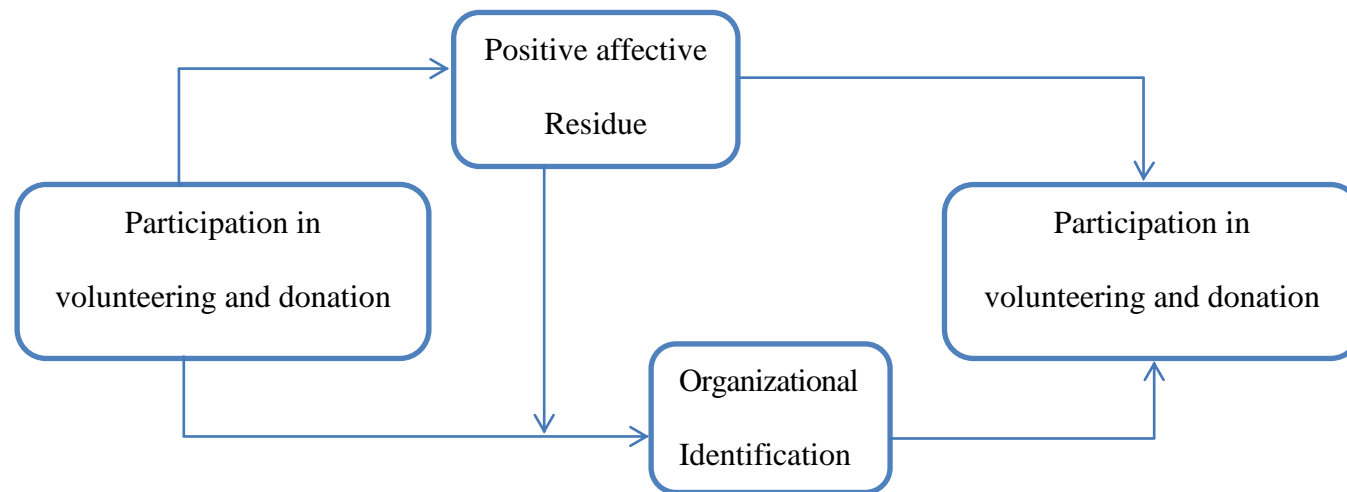 Positive affective
Residue
Participation in
volunteering and donation
Participation in
volunteering and donation
Organizational
Identification